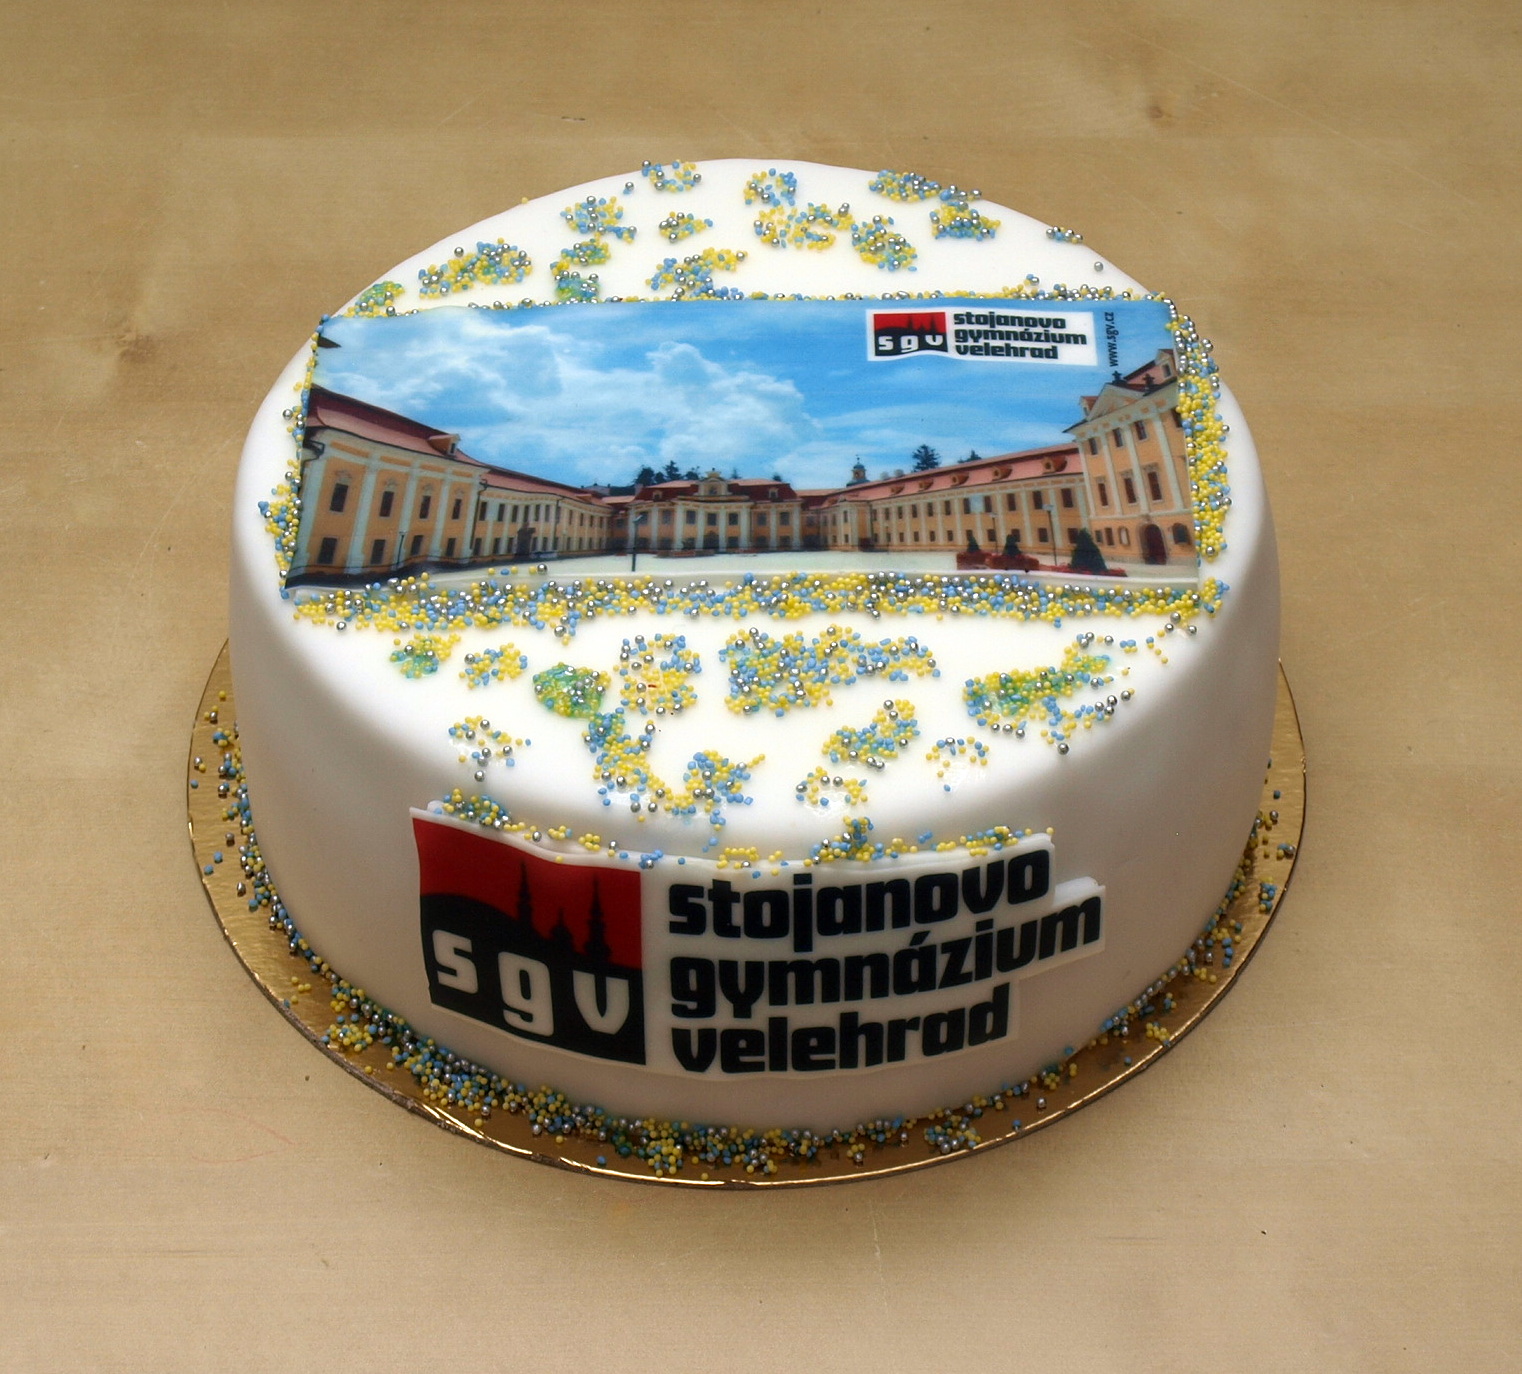 sgv
stojanovo
gymnázium
velehrad
www.sgv.cz
sgv
stojanovo
gymnázium
velehrad